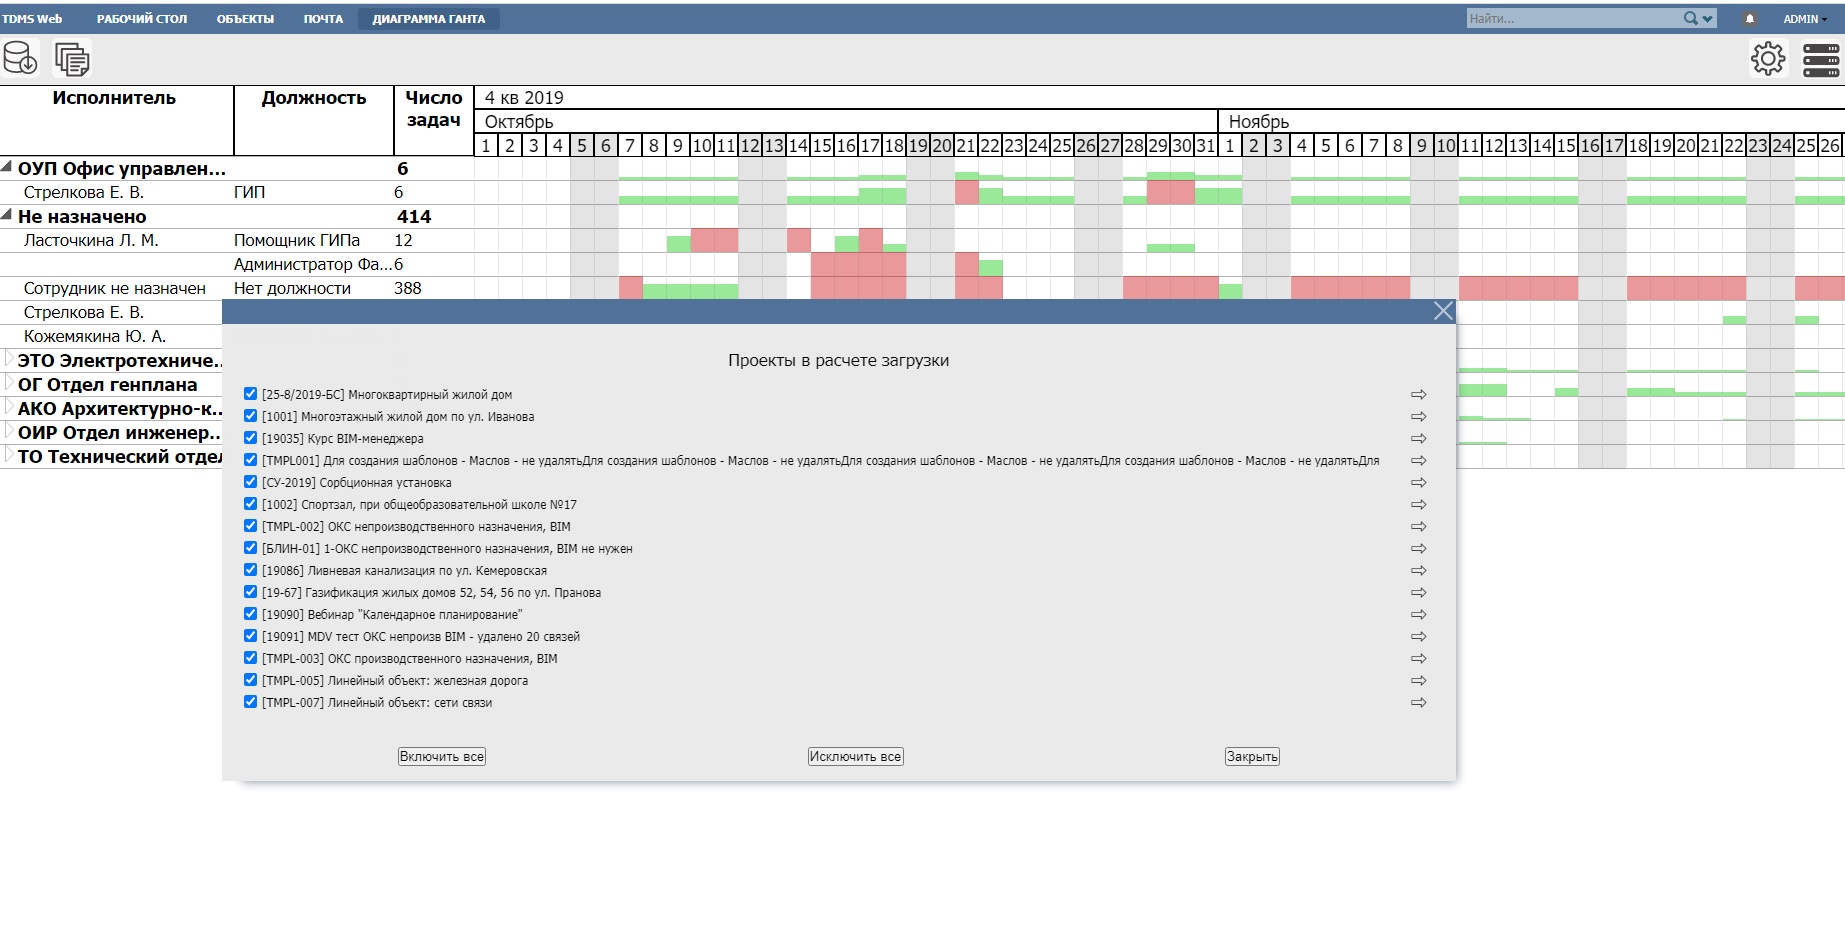 TDMS Web РАБОЧИЙ СТОЛ ОБЪЕКТЫ ПОЧТА ДИАГРАММА ГАНТА Найти... ADMIN
Исполнитель Должность Число задач
4 кв 2019
Октябрь Ноябрь
1 2 3 4 5 6 7 8 9 10 11 12 13 14 15 16 17 18 19 20 21 22 23 24 25 26 27 28 29 30 31 1 2 3 4 5 6 7 8 9 10 11 12 13 14 15 16 17 18 19 20 21 22 23 24 25 26
ОУП Офис управлен... 6
Стрелкова Е. В. ГИП 6
Не назначено 414
Ласточкина Л. М. Помощник ГИПа 12
Администратор Фа... 6
Сотрудник не назначен Нет должности 388
Стрелкова Е. В.
Кожемякина Ю. А.
ЭТО Электротехниче..
ОГ Отдел генплана
АКО Архитектурно-к..
ОИР Отдел инженер..
ТО Технический отдел
Проекты в расчете загрузки
[25-8/2019-БС] Многоквартирный жилой дом
[1001] Многоэтажный жилой дом по ул. Иванова
[19035] Курс BIM-менеджера
[TMPL001] Для создания шаблонов - Маслов - не удалятьДля создания шаблонов - Маслов - не удалятьДля создания шаблонов - Маслов - не удалятьДля создания шаблонов - Маслов - не удалятьДля
[СУ-2019] Сорбционная установка
[1002] Спортзал, при общеобразовательной школе №17
[TMPL-002] ОКС непроизводственного назначения, BIM
[БЛИН-01] 1-ОКС непроизводственного назначения, BIM не нужен
[19086] Ливневая канализация по ул. Кемеровская
[19-67] Газификация жилых домов 52, 54, 56 по ул. Пранова
[19090] Вебинар "Календарное планирование"
[19091] MDV тест ОКС непроизв BIM - удалено 20 связей
[TMPL-003] ОКС производственного назначения, BIM
[TMPL-005] Линейный объект: железная дорога
[TMPL-007] Линейный объект: сети связи
Включить все Исключить все Закрыть